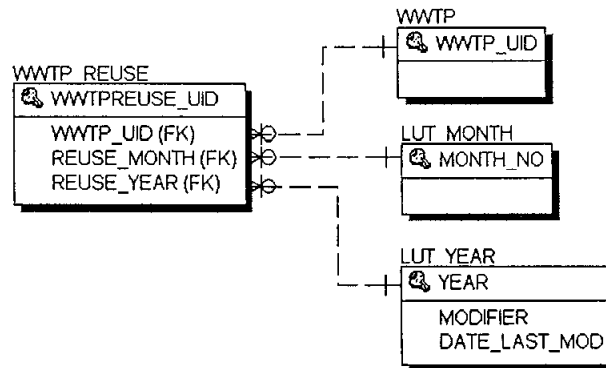 WWTP_REUSE
WWTPREUSE_UID
WWTP_UID (FK)
REUSE_MONTH (FK)
REUSE_YEAR (FK)
WWTP
WWTP_UID
LUT_MONTH
MONTH_NO
LUT_YEAR
YEAR
MODIFIER
DATE_LAST_MOD